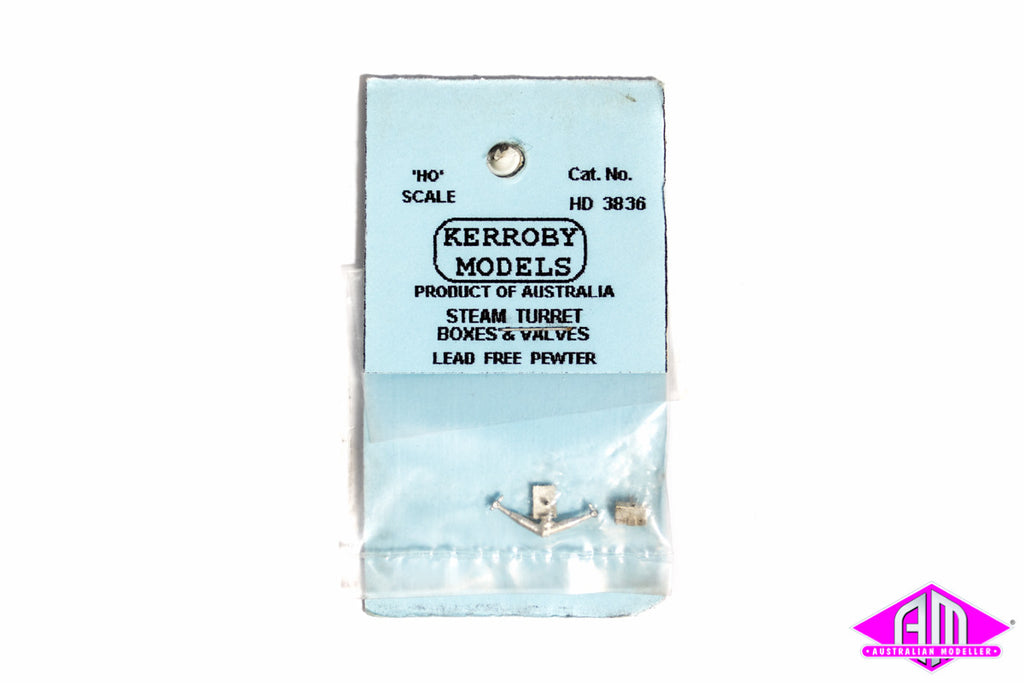 'HO'
SCALE
Cat. No.
HD 3836
KERROBY
MODELS
PRODUCT OF AUSTRALIA
STEAM TURRET
BOXES & VALVES
LEAD FREE PEWTER
AM
®
• AUSTRALIAN MODELLER •